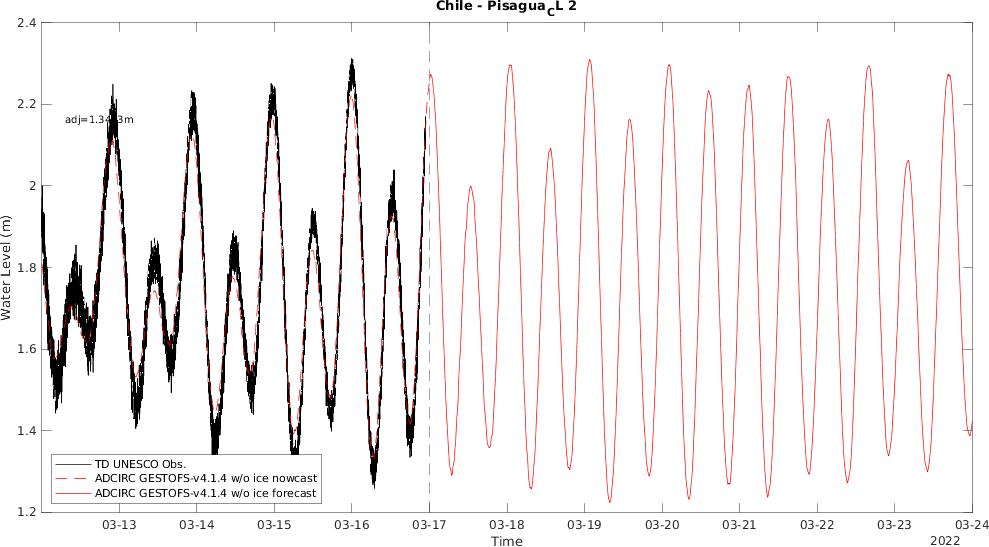 Chile - PisaguaCL 2
2.4
2.2
2
1.8
1.6
1.4
1.2
Water Level (m)
TD UNESCO Obs.
ADCIRC GESTOFS-v4.1.4 w/o ice nowcast
ADCIRC GESTOFS-v4.1.4 w/o ice forecast
03-13 03-14 03-15 03-16 03-17 03-18 03-19 03-20 03-21 03-22 03-23 03-24
Time
2022